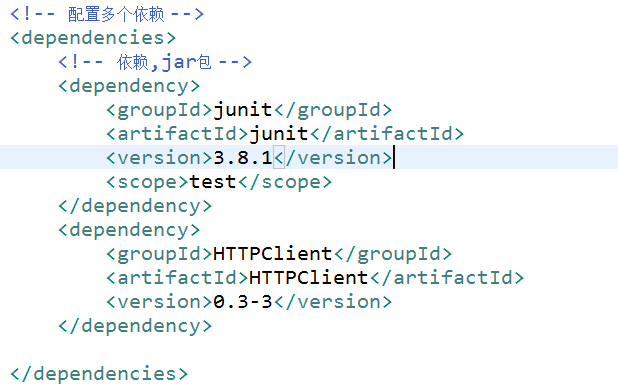 <!-- 配置多个依赖 -->
<dependencies>
<!-- 依赖,jar包 -->
<dependency>
<groupId>junit</groupId>
<artifactId>junit</artifactId>
<version>3.8.1</version>
<scope>test</scope>
</dependency>
<dependency>
<groupId>HTTPClient</groupId>
<artifactId>HTTPClient</artifactId>
<version>0.3-3</version>
</dependency>
</dependencies>